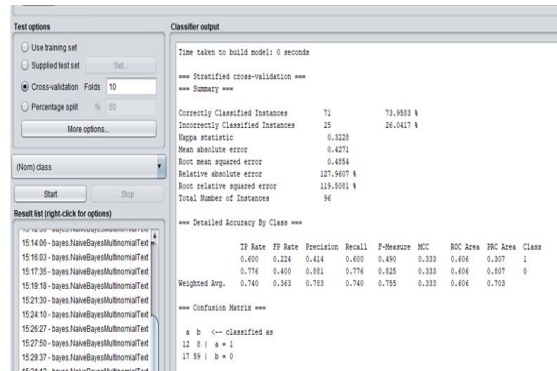 Test options
Use training set
Supplied test set Set...
Cross-validation Folds 10
Percentage split % 50
More options...
(Nom) class
Start Stop
Result list (right-click for options)
15:14:06 - bayes.NaiveBayesMultinomialText
15:16:03 - bayes.NaiveBayesMultinomialText
15:17:35 - bayes.NaiveBayesMultinomialText
15:19:18 - bayes.NaiveBayesMultinomialText
15:21:30 - bayes.NaiveBayesMultinomialText
15:24:10 - bayes.NaiveBayesMultinomialText
15:26:27 - bayes.NaiveBayesMultinomialText
15:27:50 - bayes.NaiveBayesMultinomialText
15:29:37 - bayes.NaiveBayesMultinomialText
Classifier output
Time taken to build model: 0 seconds
=== Stratified cross-validation ===
=== Summary ===
Correctly Classified Instances 71 73.9583 %
Incorrectly Classified Instances 25 26.0417 %
Kappa statistic 0.3228
Mean absolute error 0.4271
Root mean squared error 0.4854
Relative absolute error 127.9607 %
Root relative squared error 119.5081 %
Total Number of Instances 96
=== Detailed Accuracy By Class ===
TP Rate FP Rate Precision Recall F-Measure MCC ROC Area PRC Area Class
0.600 0.224 0.414 0.600 0.490 0.333 0.606 0.307 1
0.776 0.400 0.881 0.776 0.825 0.333 0.606 0.807 0
Weighted Avg. 0.740 0.363 0.783 0.740 0.755 0.333 0.606 0.703
=== Confusion Matrix ===
a b <-- classified as
12 8 | a = 1
17 59 | b = 0